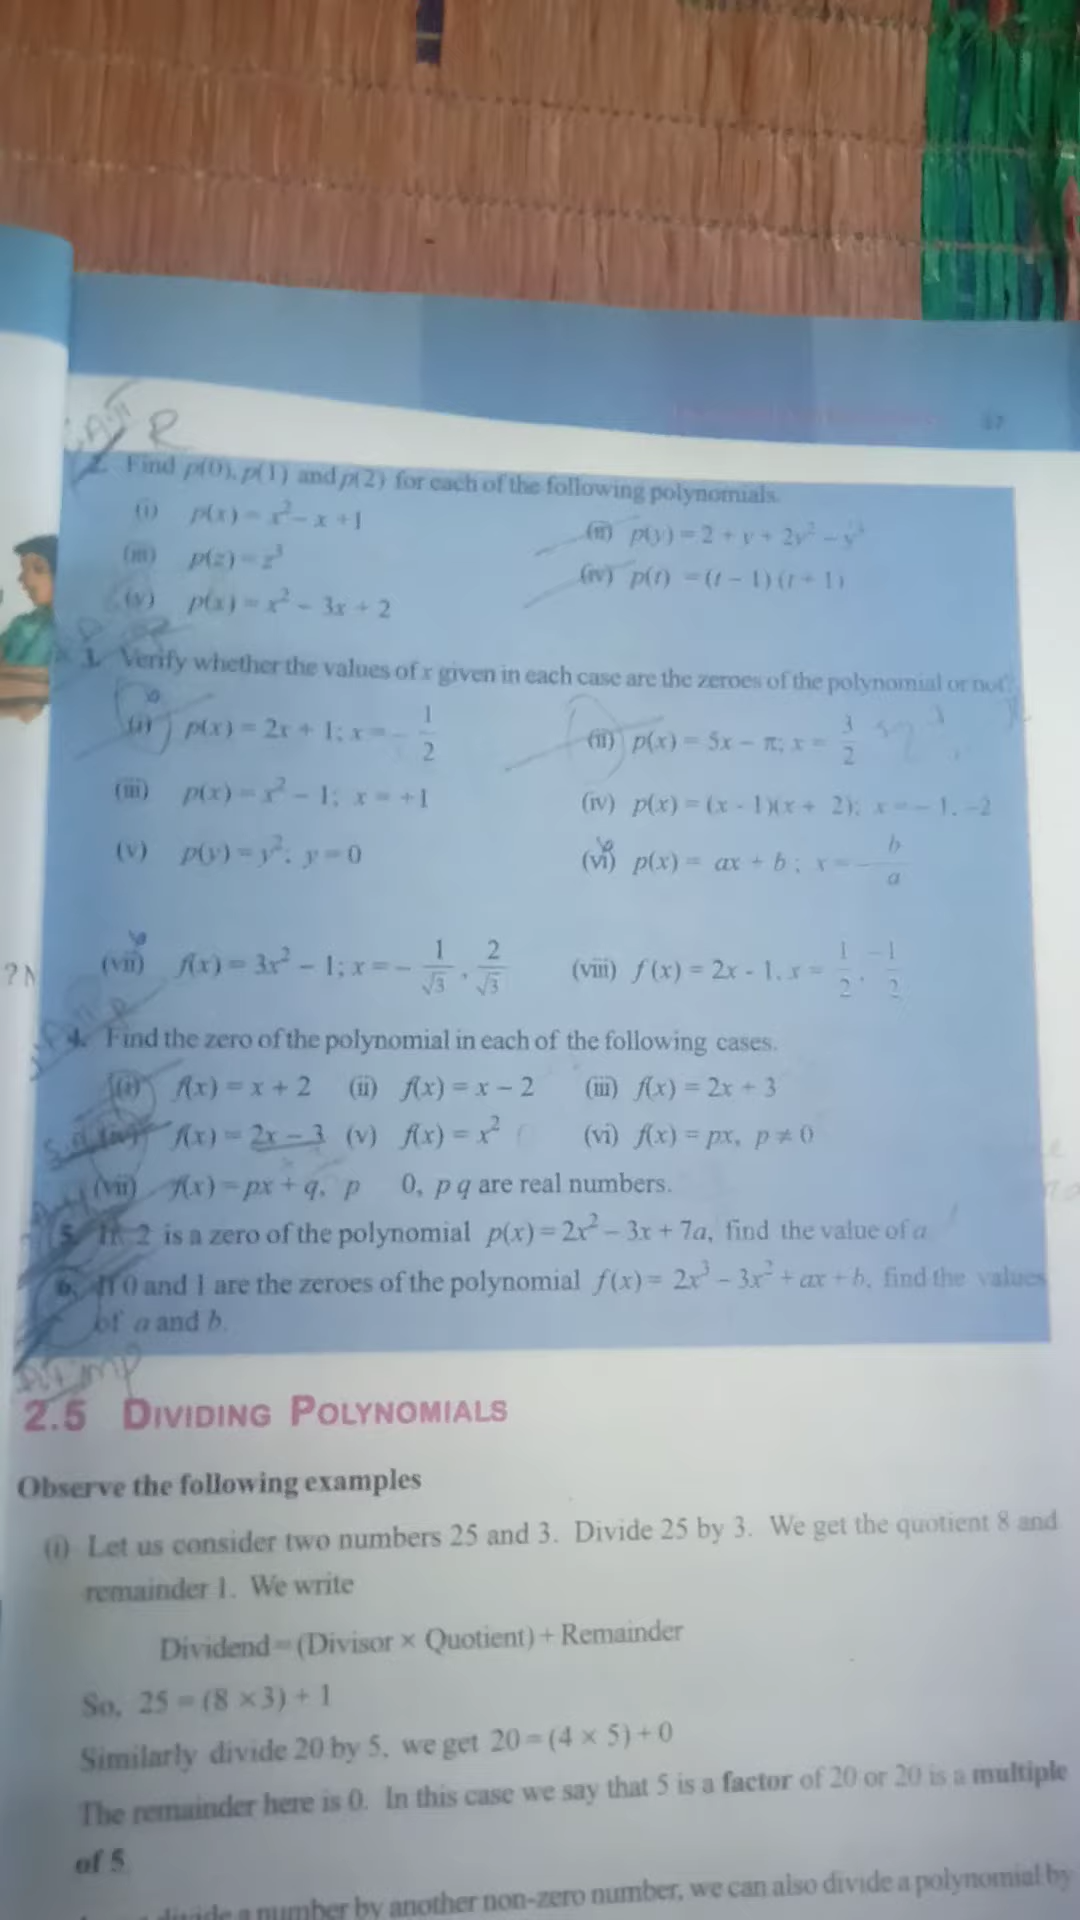 37
R
2. Find p(0), p(1) and p(2) for each of the following polynomials.
(i) p(x) = x² – x + 1 (ii) p(y) = 2 + y + 2y² – y³
(iii) p(z) = z³ (iv) p(t) = (t – 1) (t + 1)
(v) p(x) = x² – 3x + 2
3. Verify whether the values of x given in each case are the zeroes of the polynomial or not?
(i) p(x) = 2x + 1; x = – 1/2 (ii) p(x) = 5x – π; x = 3/2
(iii) p(x) = x² – 1; x = +1 (iv) p(x) = (x - 1)(x + 2); x = – 1, –2
(v) p(y) = y²; y = 0 (vi) p(x) = ax + b ; x = – b/a
(vii) f(x) = 3x² – 1; x = – 1/√3 , 2/√3 (viii) f (x) = 2x - 1, x = 1/2 , –1/2
? N
4. Find the zero of the polynomial in each of the following cases.
(i) f(x) = x + 2 (ii) f(x) = x – 2 (iii) f(x) = 2x + 3
(iv) f(x) = 2x – 3 (v) f(x) = x² (vi) f(x) = px, p ≠ 0
(vii) f(x) = px + q, p 0, p q are real numbers.
5. If 2 is a zero of the polynomial p(x) = 2x² – 3x + 7a, find the value of a
6. If 0 and 1 are the zeroes of the polynomial f (x) = 2x³ – 3x² + ax + b, find the values
of a and b.
imp
2.5 DIVIDING POLYNOMIALS
Observe the following examples
(i) Let us consider two numbers 25 and 3. Divide 25 by 3. We get the quotient 8 and
remainder 1. We write
Dividend = (Divisor × Quotient) + Remainder
So, 25 = (8 × 3) + 1
Similarly divide 20 by 5, we get 20 = (4 × 5) + 0
The remainder here is 0. In this case we say that 5 is a factor of 20 or 20 is a multiple
of 5.
divide a number by another non-zero number, we can also divide a polynomial by